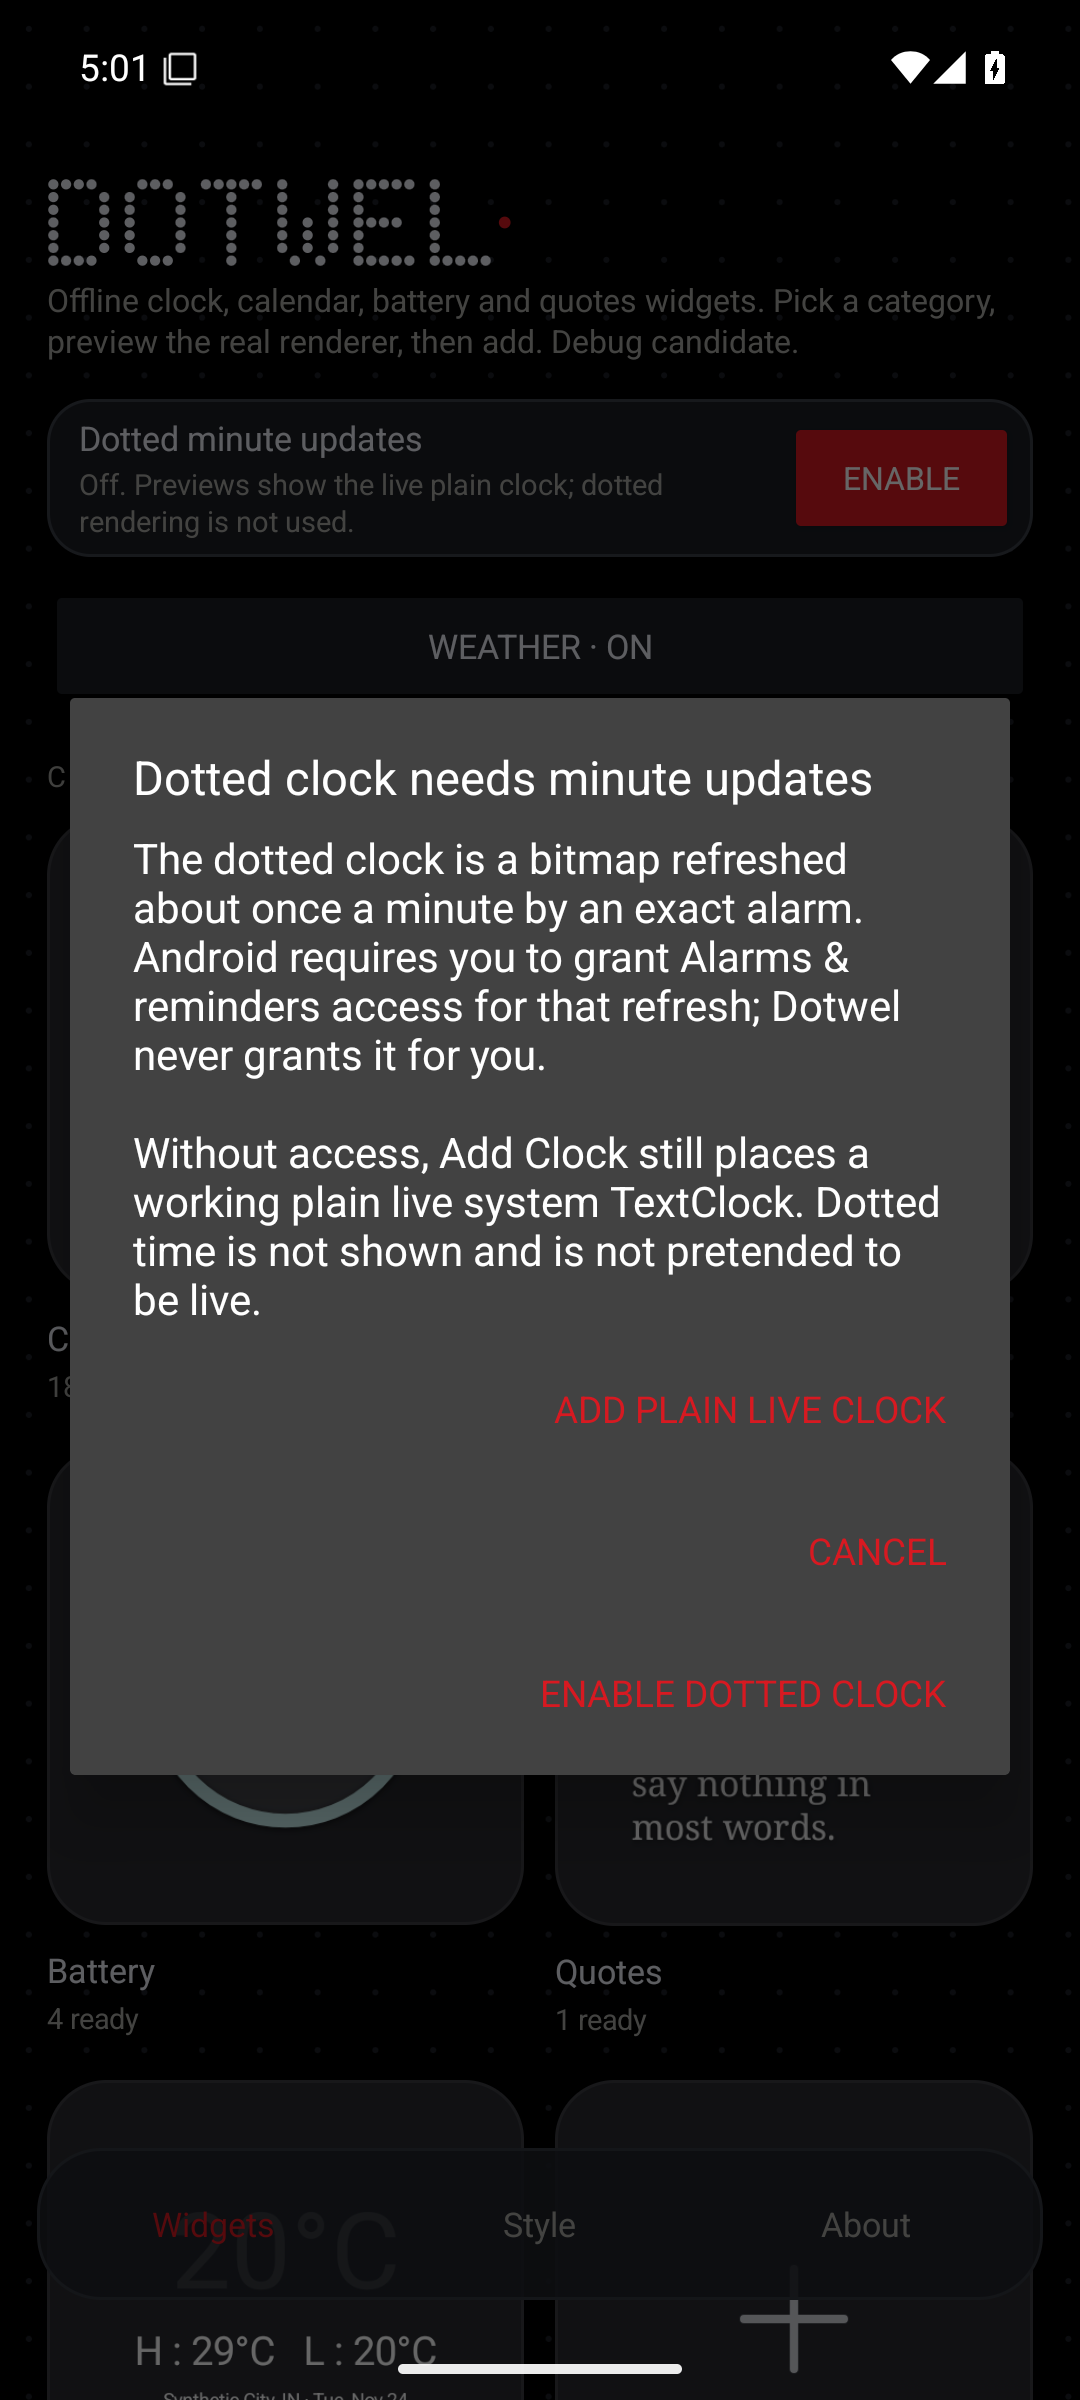 5:01
DOTWEL
Offline clock, calendar, battery and quotes widgets. Pick a category,
preview the real renderer, then add. Debug candidate.
Dotted minute updates
Off. Previews show the live plain clock; dotted
rendering is not used.
ENABLE
WEATHER · ON
Dotted clock needs minute updates
The dotted clock is a bitmap refreshed
about once a minute by an exact alarm.
Android requires you to grant Alarms &
reminders access for that refresh; Dotwel
never grants it for you.
Without access, Add Clock still places a
working plain live system TextClock. Dotted
time is not shown and is not pretended to
be live.
ADD PLAIN LIVE CLOCK
CANCEL
ENABLE DOTTED CLOCK
say nothing in
most words.
Battery
4 ready
Quotes
1 ready
20°C
Widgets
Style
About
H : 29°C L : 20°C